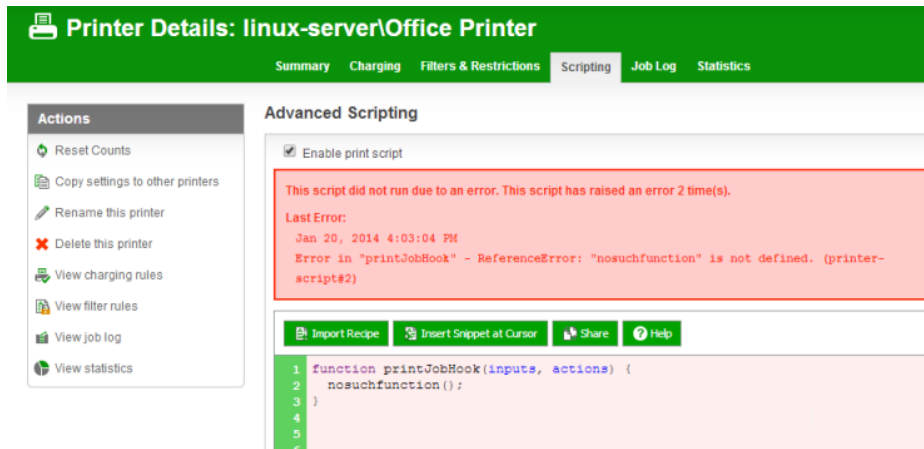 Printer Details: linux-server\Office Printer
Summary Charging Filters & Restrictions Scripting Job Log Statistics
Actions
Reset Counts
Copy settings to other printers
Rename this printer
Delete this printer
View charging rules
View filter rules
View job log
View statistics
Advanced Scripting
Enable print script
This script did not run due to an error. This script has raised an error 2 time(s).
Last Error:
Jan 20, 2014 4:03:04 PM
Error in "printJobHook" - ReferenceError: "nosuchfunction" is not defined. (printer-
script#2)
Import Recipe Insert Snippet at Cursor Share Help
1 function printJobHook(inputs, actions) {
2 nosuchfunction();
3 }
4
5